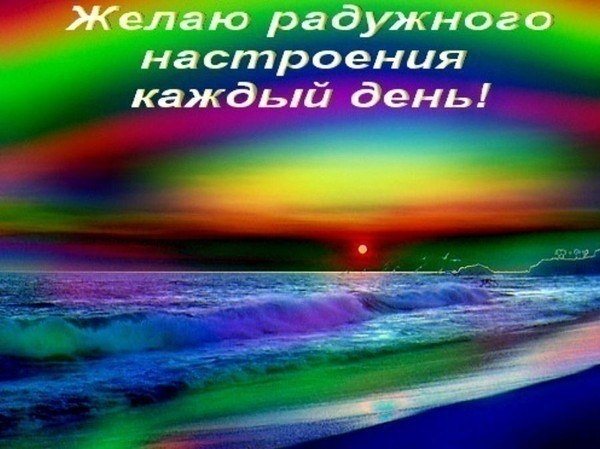 Желаю радужного
настроения
каждый день!